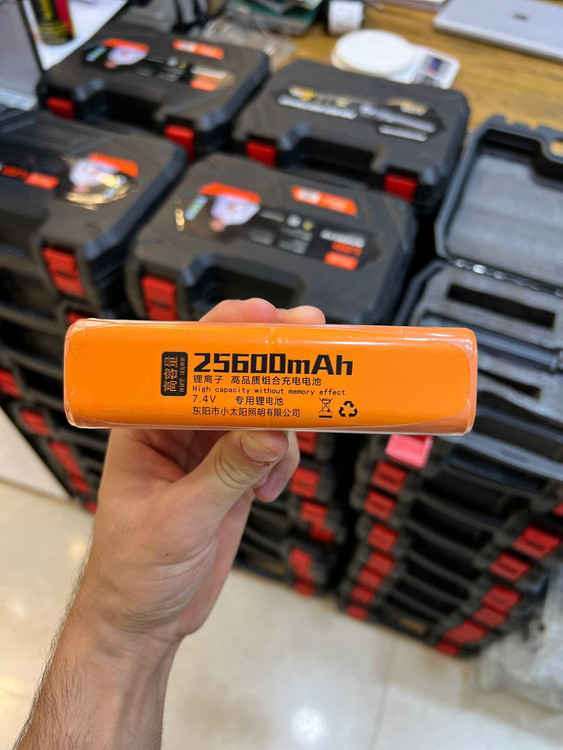 高容量
25600mAh
锂离子 高品质组合充电电池
High capacity without memory effect
7.4V 专用锂电池
东阳市小太阳照明有限公司